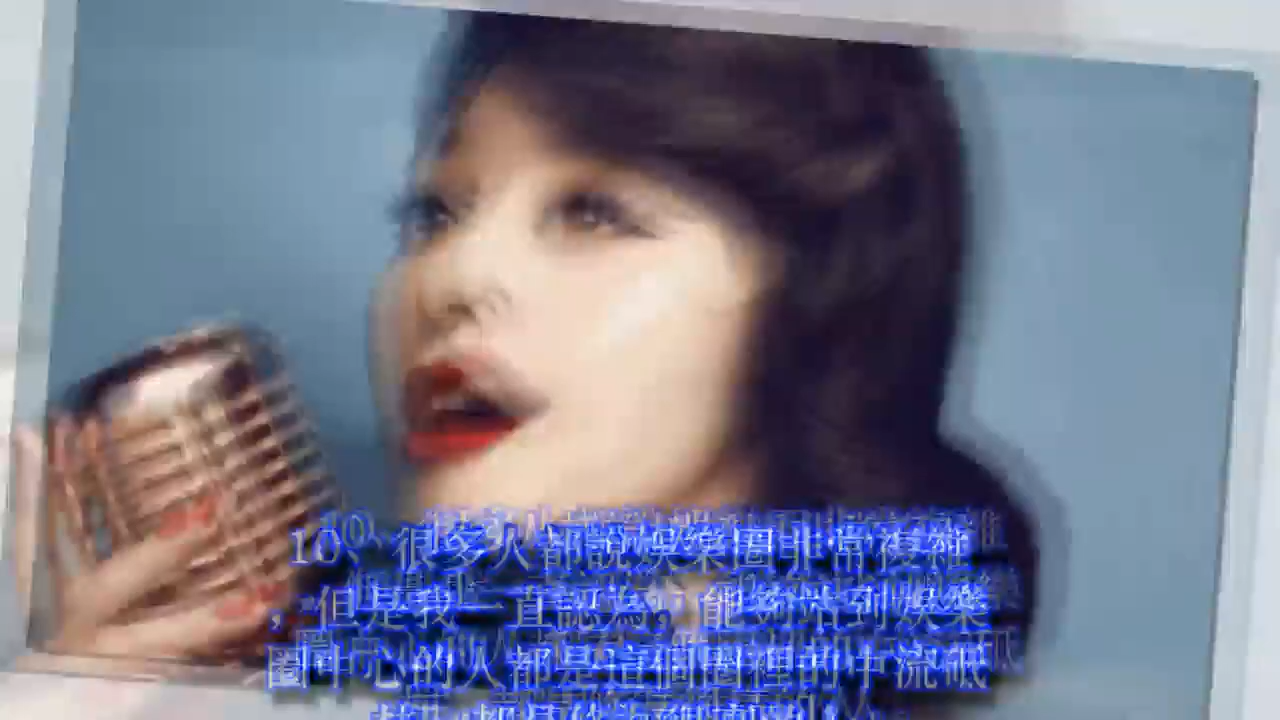 10、很多人都說娛樂圈非常複雜
，但是我一直認為，能夠站到娛樂
圈中心的人都是這個圈裡的中流砥